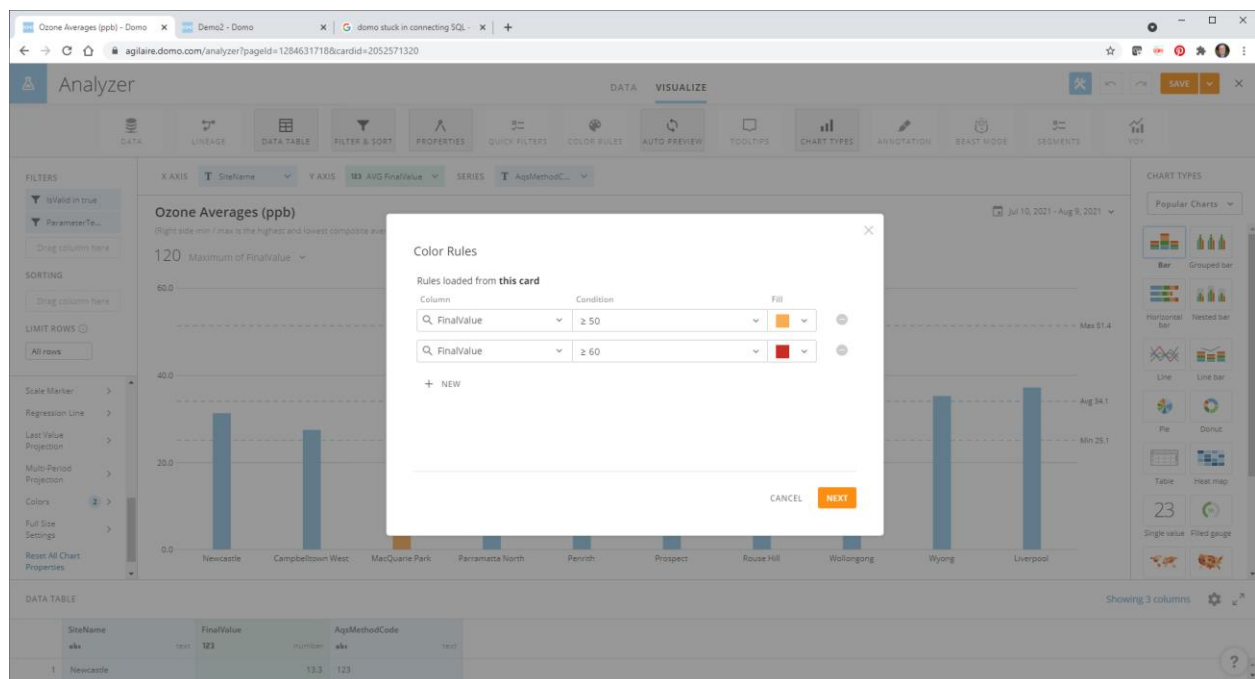 Ozone Averages (ppb) - Domo
Demo2 - Domo
domo stuck in connecting SQL -
agilaire.domo.com/analyzer?pageId=1284631718&cardid=2052571320
Analyzer
DATA VISUALIZE
SAVE
DATA LINEAGE DATA TABLE FILTER & SORT PROPERTIES QUICK FILTERS COLOR RULES AUTO PREVIEW TOOLTIPS CHART TYPES ANNOTATION BEAST MODE SEGMENTS YOY
FILTERS
IsValid in true
ParameterTe...
Drag column here
SORTING
Drag column here
LIMIT ROWS
All rows
Scale Marker
Regression Line
Last Value
Projection
Multi-Period
Projection
Colors 2
Full Size
Settings
Reset All Chart
Properties
X AXIS T SiteName Y AXIS 123 AVG FinalValue SERIES T AqsMethodC...
Ozone Averages (ppb)
(Right side min / max is the highest and lowest composite ave
120 Maximum of FinalValue
Jul 10, 2021 - Aug 9, 2021
60.0
40.0
20.0
0.0
Max 51.4
Avg 34.1
Min 25.1
Newcastle Campbelltown West MacQuarie Park Parramatta North Penrith Prospect Rouse Hill Wollongong Wyong Liverpool
Color Rules
Rules loaded from this card
Column Condition Fill
FinalValue ≥ 50
FinalValue ≥ 60
+ NEW
CANCEL NEXT
CHART TYPES
Popular Charts
Bar Grouped bar
Horizontal
bar
Nested bar
Line Line bar
Pie Donut
Table Heat map
23
Single value Filled gauge
DATA TABLE
Showing 3 columns
SiteName FinalValue AqsMethodCode
abc text 123 number abc text
1 Newcastle 13.3 123
?